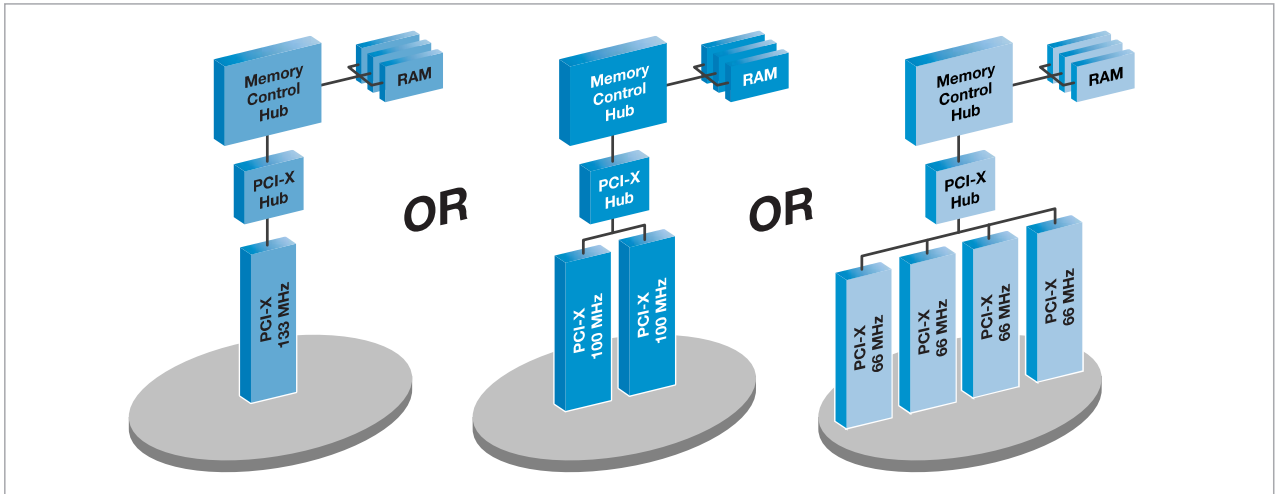 Memory
Control
Hub
RAM
PCI-X
Hub
PCI-X
133 MHz
OR
Memory
Control
Hub
RAM
PCI-X
Hub
PCI-X
100 MHz
PCI-X
100 MHz
OR
Memory
Control
Hub
RAM
PCI-X
Hub
PCI-X
66 MHz
PCI-X
66 MHz
PCI-X
66 MHz
PCI-X
66 MHz